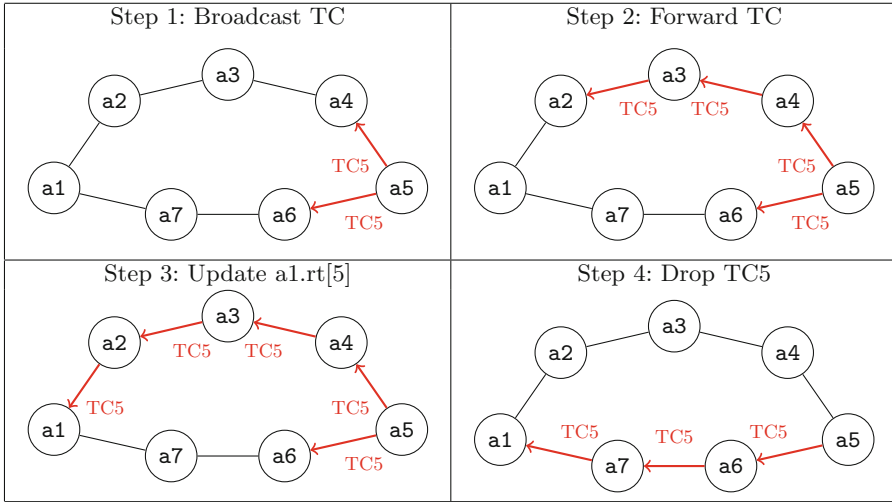 Step 1: Broadcast TC
a3
a2
a4
TC5
a1
a5
TC5
a7
a6
Step 2: Forward TC
a3
a2
a4
TC5
TC5
TC5
a1
a5
TC5
a7
a6
Step 3: Update a1.rt[5]
a3
a2
a4
TC5
TC5
TC5
TC5
a1
a5
TC5
a7
a6
Step 4: Drop TC5
a3
a2
a4
TC5
TC5
TC5
a1
a5
a7
a6